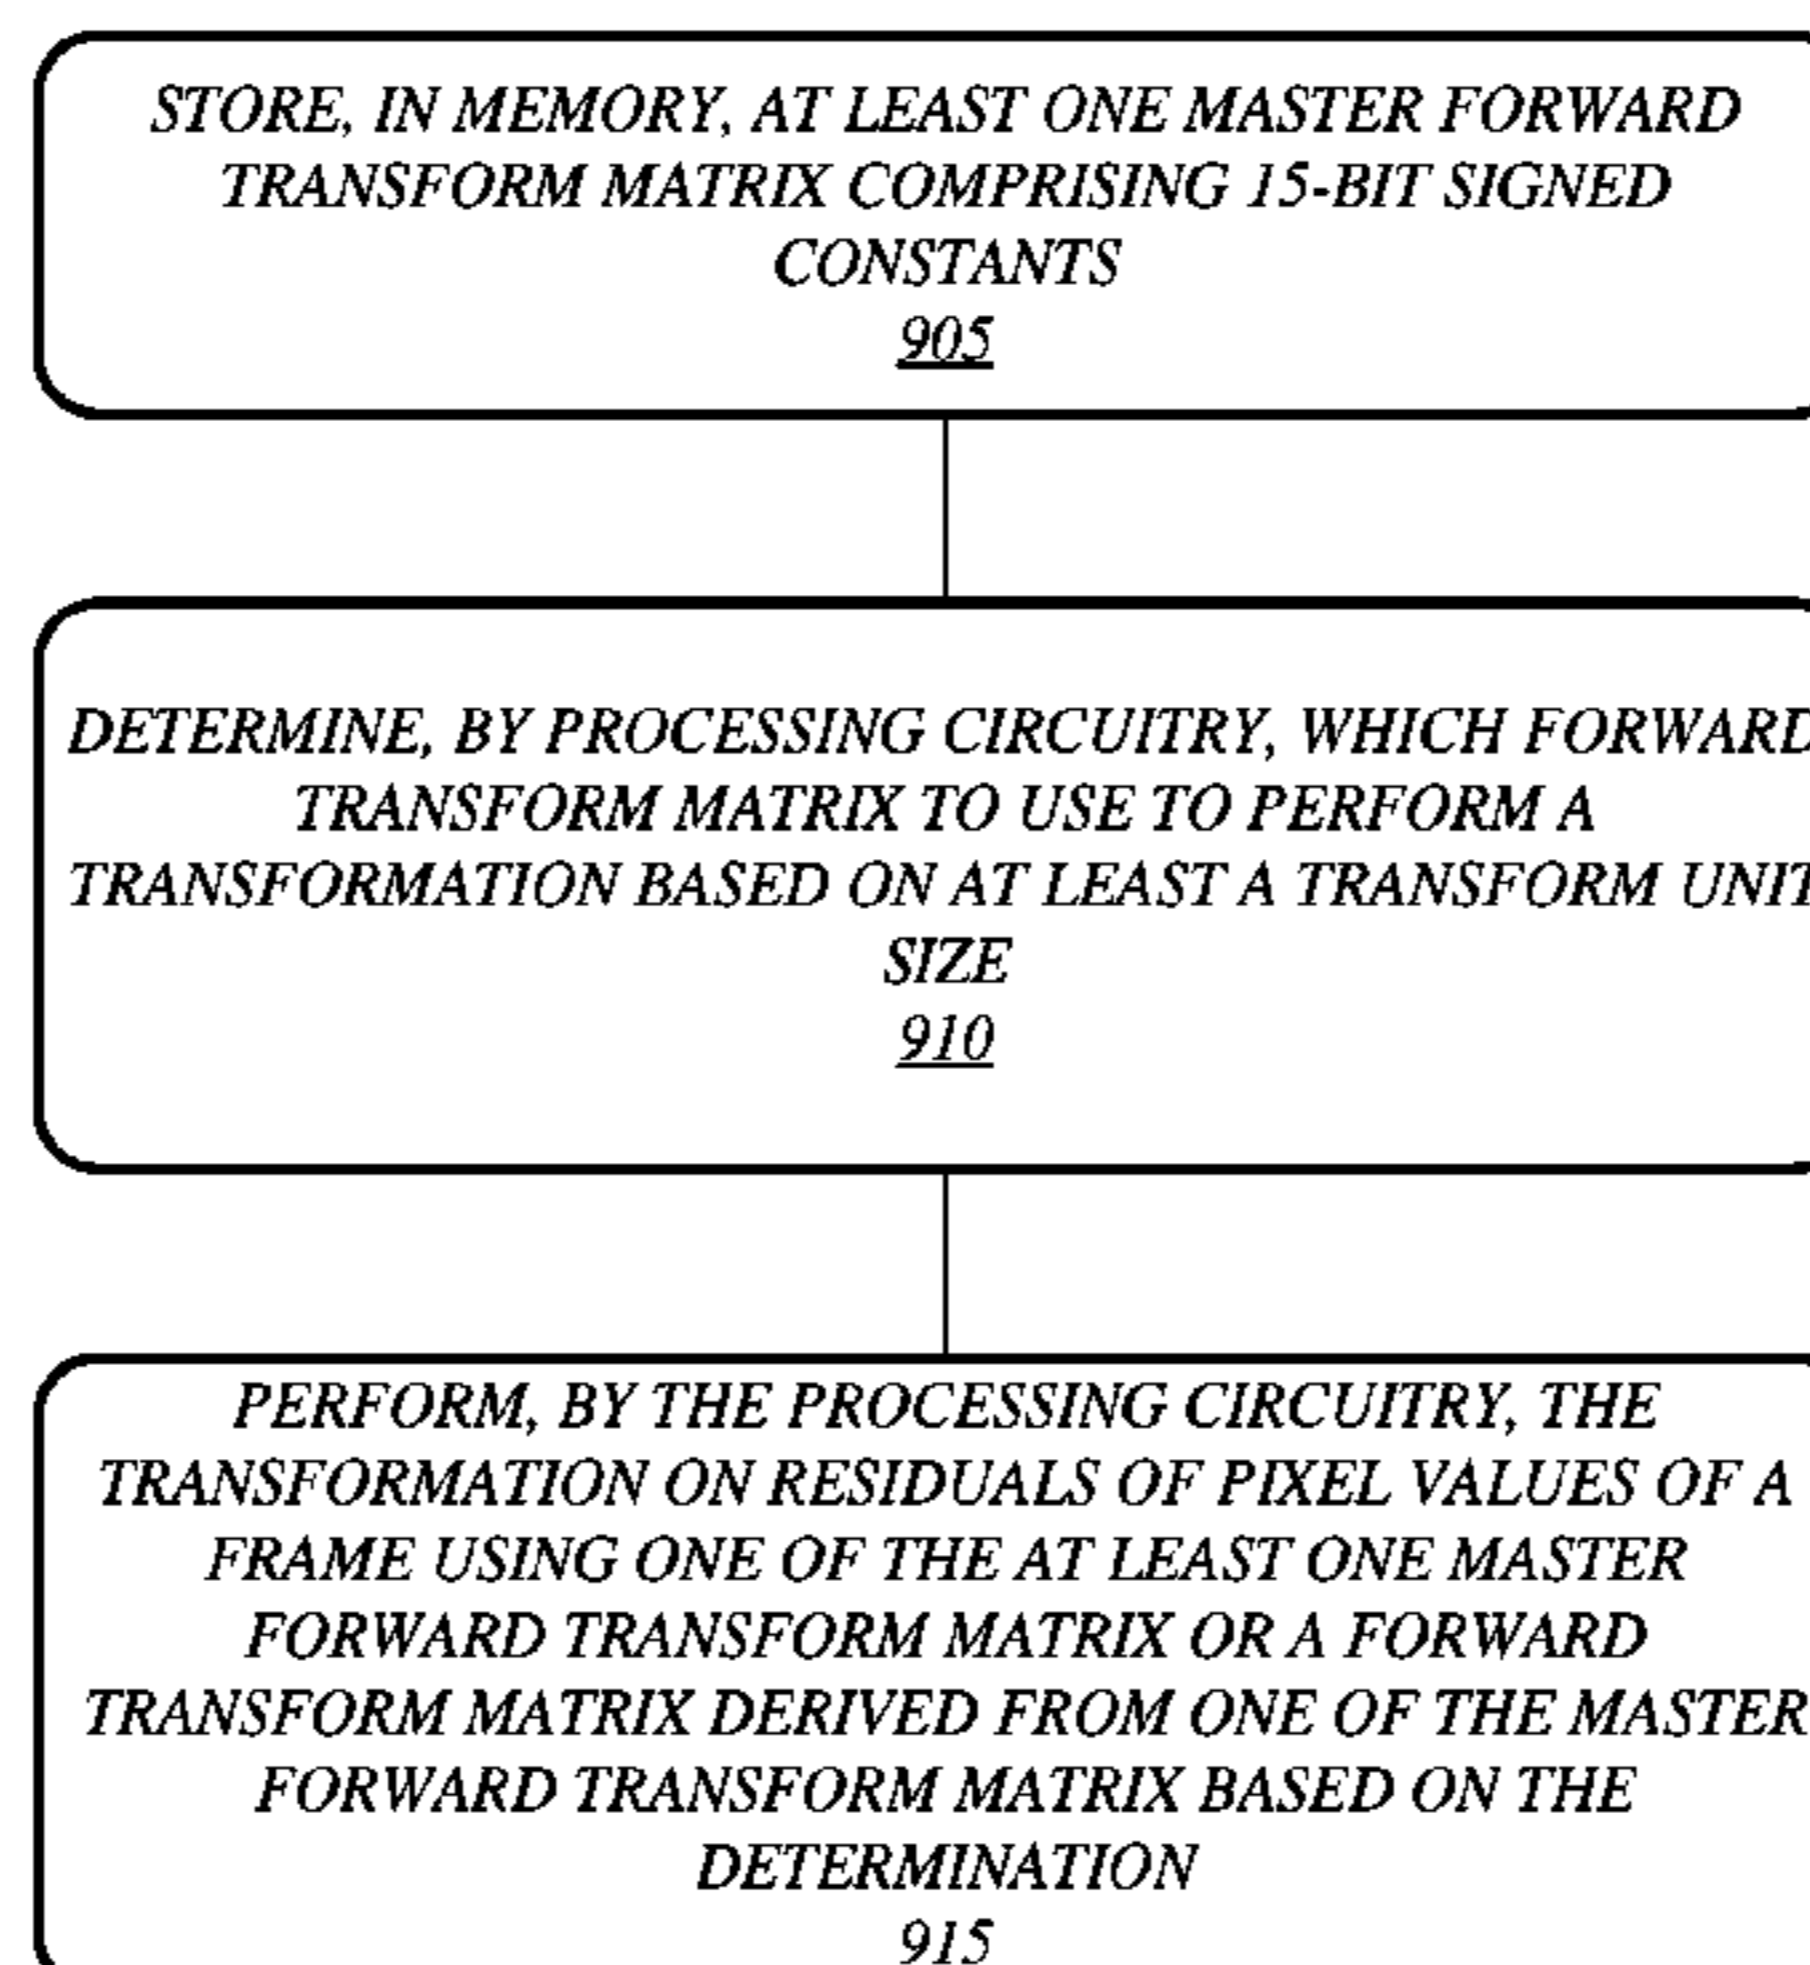 STORE, IN MEMORY, AT LEAST ONE MASTER FORWARD
TRANSFORM MATRIX COMPRISING 15-BIT SIGNED
CONSTANTS
905
DETERMINE, BY PROCESSING CIRCUITRY, WHICH FORWARD
TRANSFORM MATRIX TO USE TO PERFORM A
TRANSFORMATION BASED ON AT LEAST A TRANSFORM UNIT
SIZE
910
PERFORM, BY THE PROCESSING CIRCUITRY, THE
TRANSFORMATION ON RESIDUALS OF PIXEL VALUES OF A
FRAME USING ONE OF THE AT LEAST ONE MASTER
FORWARD TRANSFORM MATRIX OR A FORWARD
TRANSFORM MATRIX DERIVED FROM ONE OF THE MASTER
FORWARD TRANSFORM MATRIX BASED ON THE
DETERMINATION
915